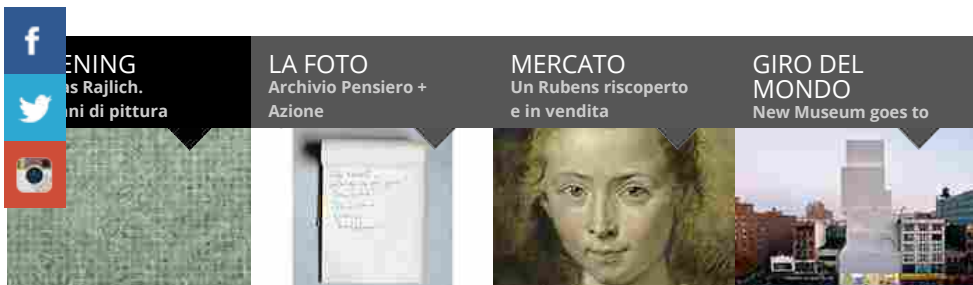 ENING
as Rajlich.
ni di pittura
LA FOTO
Archivio Pensiero +
Azione
MERCATO
Un Rubens riscoperto
e in vendita
GIRO DEL
MONDO
New Museum goes to